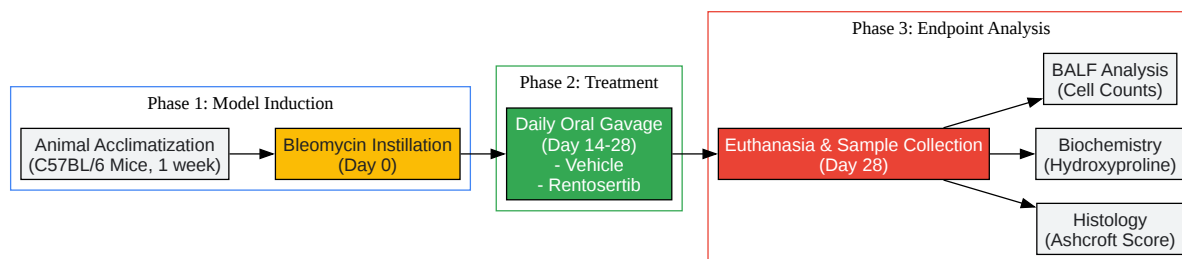 Phase 1: Model Induction
Animal Acclimatization
(C57BL/6 Mice, 1 week)
Bleomycin Instillation
(Day 0)
Phase 2: Treatment
Daily Oral Gavage
(Day 14-28)
- Vehicle
- Rentosertib
Phase 3: Endpoint Analysis
Euthanasia & Sample Collection
(Day 28)
BALF Analysis
(Cell Counts)
Biochemistry
(Hydroxyproline)
Histology
(Ashcroft Score)